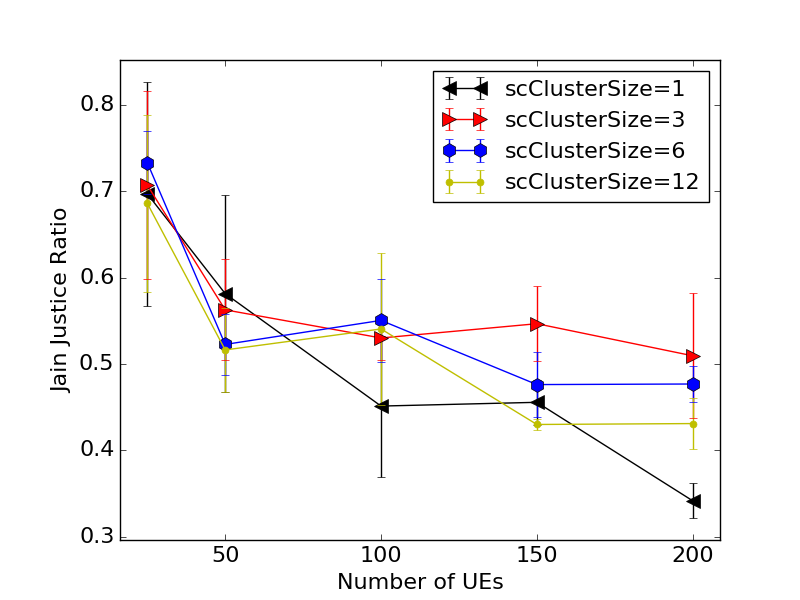 scClusterSize=1
scClusterSize=3
scClusterSize=6
scClusterSize=12
0.8
0.7
0.6
0.5
0.4
0.3
Jain Justice Ratio
50 100 150 200
Number of UEs